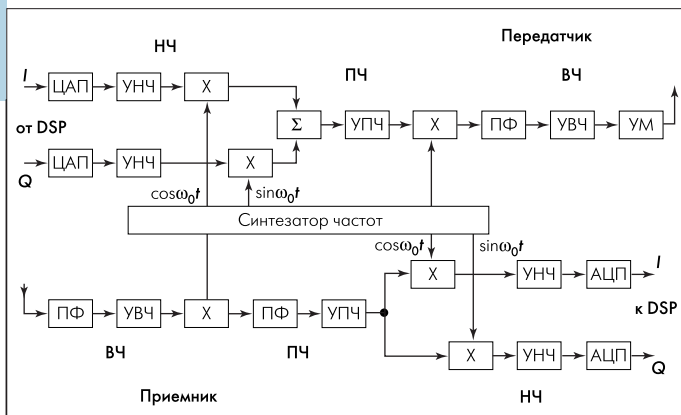 Передатчик
НЧ
ПЧ
ВЧ
I
ЦАП
УНЧ
X
от DSP
Σ
УПЧ
X
ПФ
УВЧ
УМ
Q
ЦАП
УНЧ
X
cosω₀t
sinω₀t
Синтезатор частот
cosω₀t
sinω₀t
X
УНЧ
АЦП
I
к DSP
ПФ
УВЧ
X
ПФ
УПЧ
X
УНЧ
АЦП
Q
ВЧ
ПЧ
НЧ
Приемник